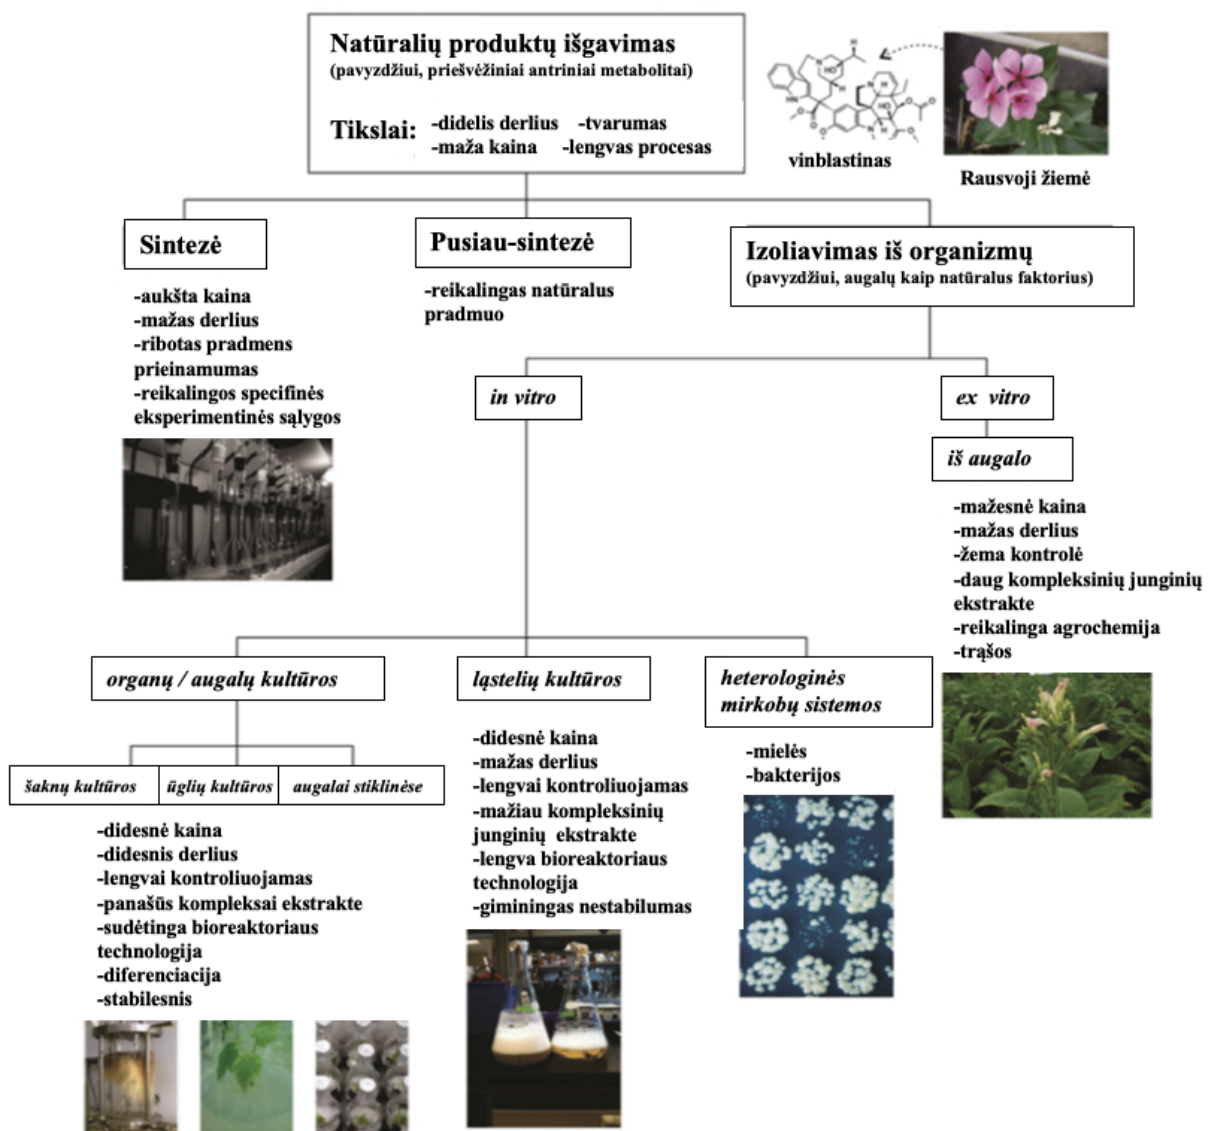 Natūralių produktų išgavimas
(pavyzdžiui, priešvėžiniai antriniai metabolitai)
Tikslai:
-didelis derlius -tvarumas
-maža kaina -lengvas procesas
vinblastinas
Rausvoji žiemė
Sintezė
-aukšta kaina
-mažas derlius
-ribotas pradmens
prieinamumas
-reikalingos specifinės
eksperimentinės sąlygos
Pusiau-sintezė
-reikalingas natūralus
pradmuo
Izoliavimas iš organizmų
(pavyzdžiui, augalų kaip natūralus faktorius)
in vitro
ex vitro
iš augalo
-mažesnė kaina
-mažas derlius
-žema kontrolė
-daug kompleksinių junginių
ekstrakte
-reikalinga agrochemija
-trąšos
organų / augalų kultūros
šaknų kultūros
ūglių kultūros
augalai stiklinėse
-didesnė kaina
-didesnis derlius
-lengvai kontroliuojamas
-panašūs kompleksai ekstrakte
-sudėtinga bioreaktoriaus
technologija
-diferenciacija
-stabilesnis
ląstelių kultūros
-didesnė kaina
-mažas derlius
-lengvai kontroliuojamas
-mažiau kompleksinių
junginių ekstrakte
-lengva bioreaktoriaus
technologija
-giminingas nestabilumas
heterologinės
mirkobų sistemos
-mielės
-bakterijos